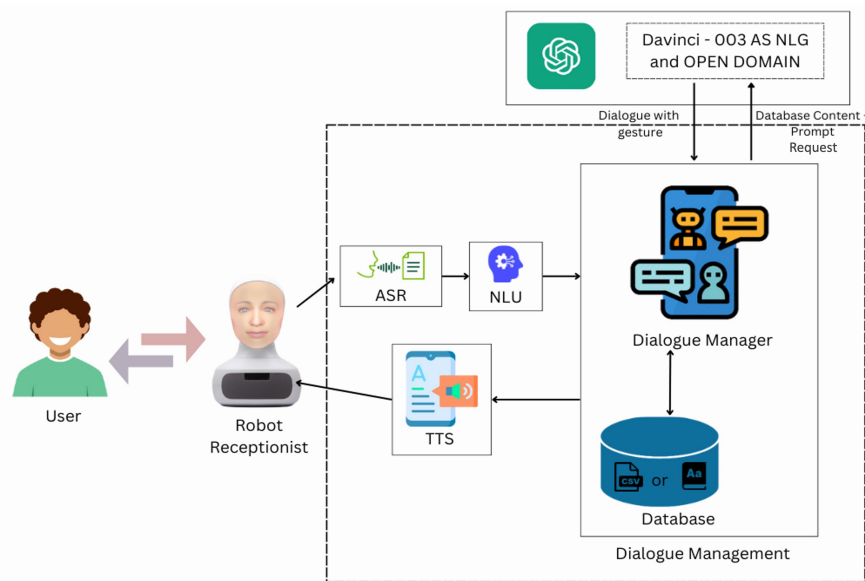 Davinci - 003 AS NLG
and OPEN DOMAIN
Dialogue with
gesture
Database Content +
Prompt
Request
ASR
NLU
Dialogue Manager
User
Robot
Receptionist
A
TTS
csv
or
Aa
Database
Dialogue Management